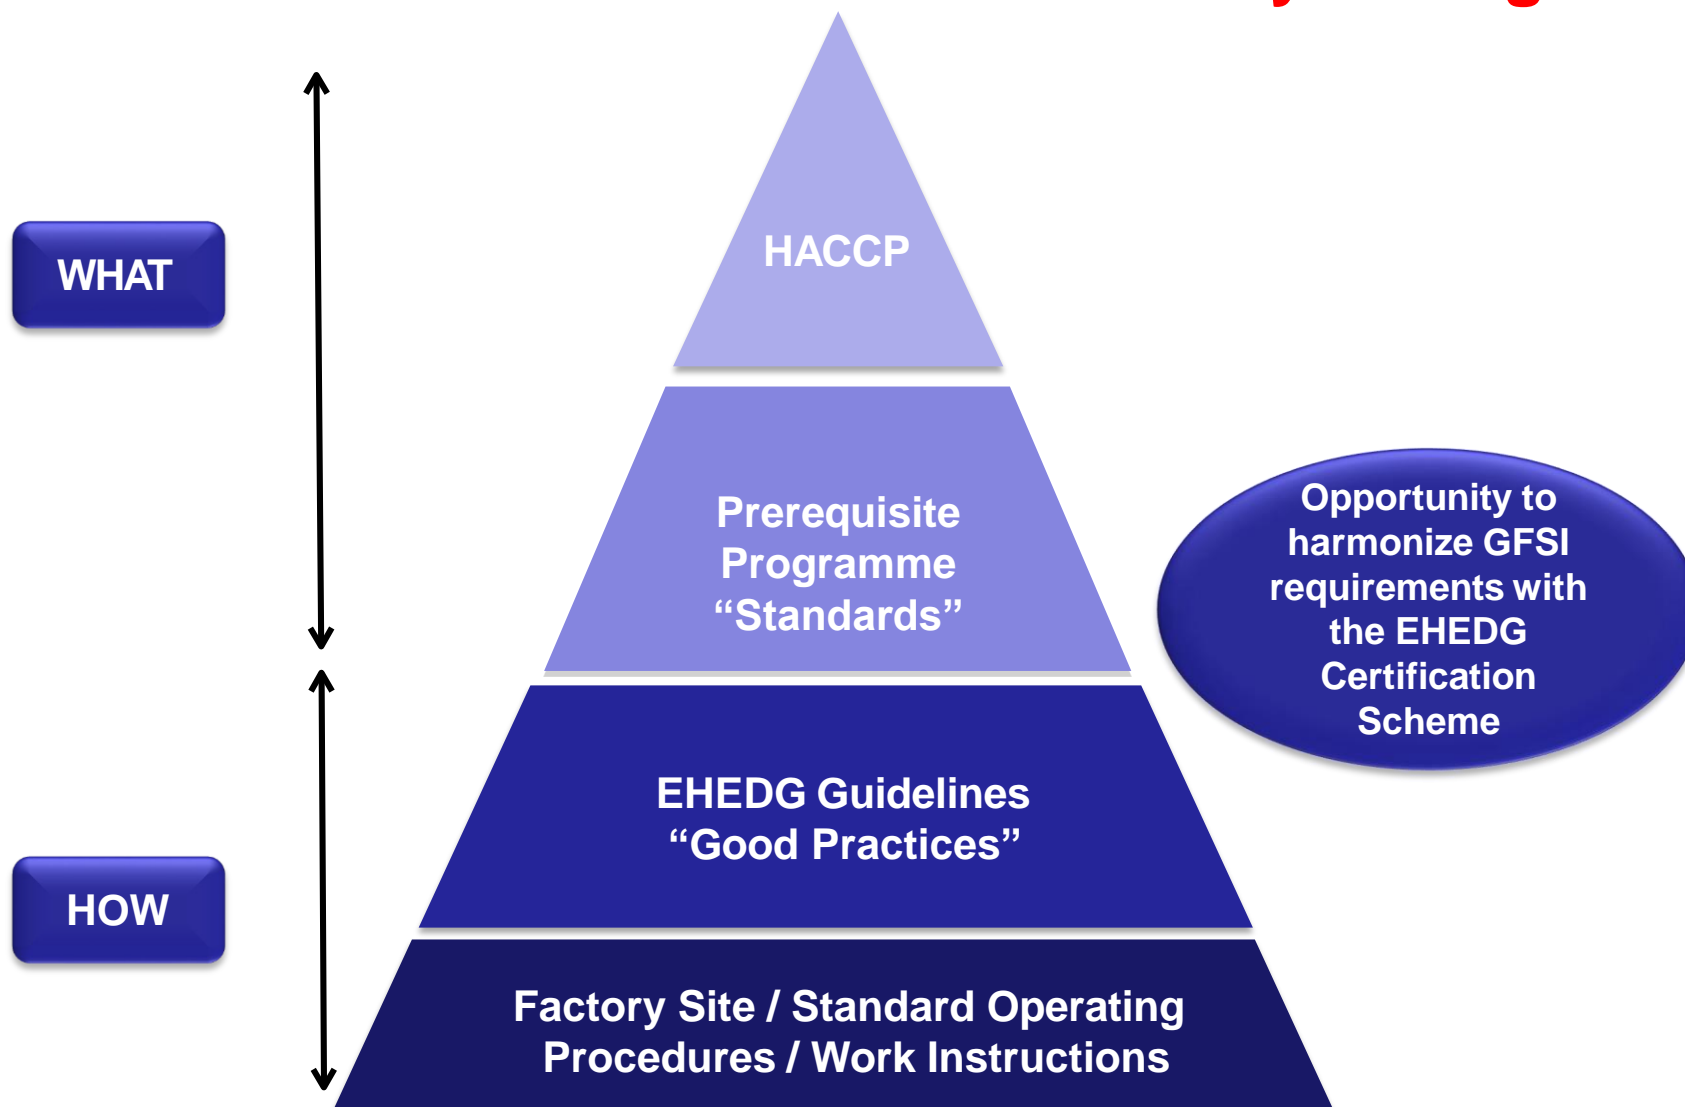 HACCP
WHAT
Prerequisite
Programme
“Standards”
Opportunity to
harmonize GFSI
requirements with
the EHEDG
Certification
Scheme
EHEDG Guidelines
“Good Practices”
HOW
Factory Site / Standard Operating
Procedures / Work Instructions